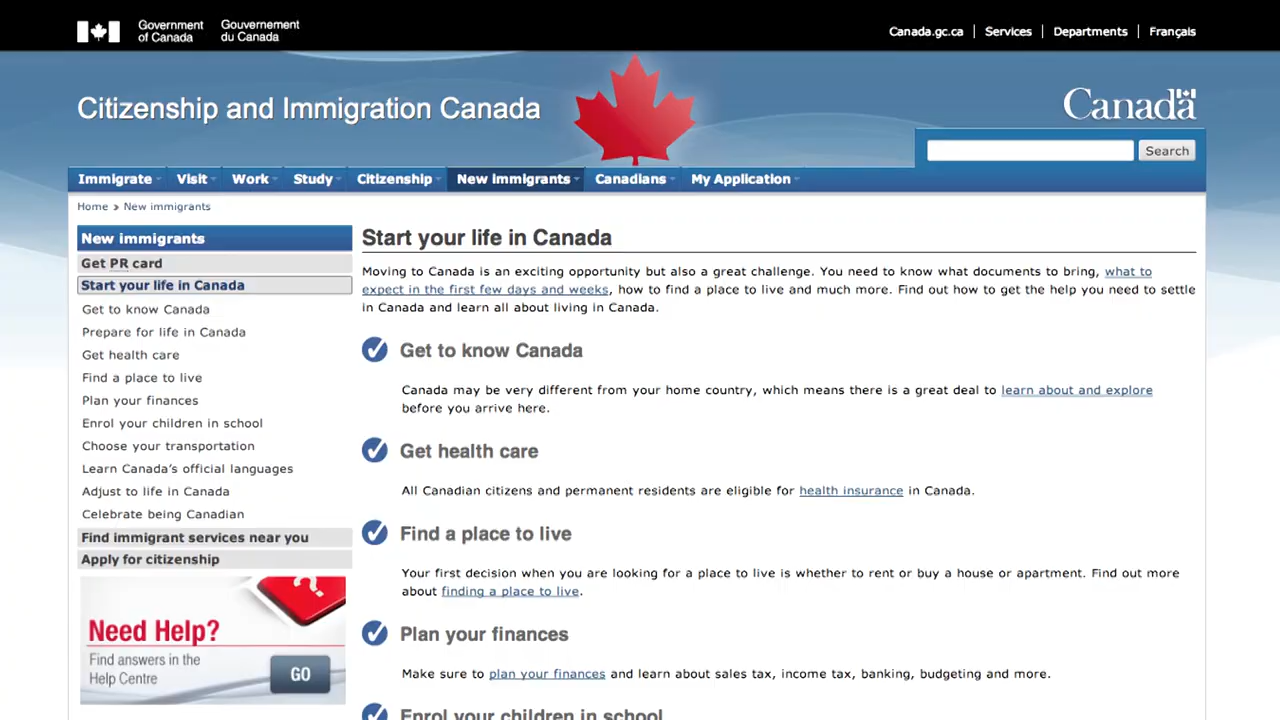 Government of Canada
Gouvernement du Canada
Canada.gc.ca | Services | Departments | Français
Citizenship and Immigration Canada
Canada
Search
Immigrate Visit Work Study Citizenship New immigrants Canadians My Application
Home » New immigrants
New immigrants
Get PR card
Start your life in Canada
Get to know Canada
Prepare for life in Canada
Get health care
Find a place to live
Plan your finances
Enrol your children in school
Choose your transportation
Learn Canada's official languages
Adjust to life in Canada
Celebrate being Canadian
Find immigrant services near you
Apply for citizenship
Need Help?
Find answers in the
Help Centre
GO
Start your life in Canada
Moving to Canada is an exciting opportunity but also a great challenge. You need to know what documents to bring, what to
expect in the first few days and weeks, how to find a place to live and much more. Find out how to get the help you need to settle
in Canada and learn all about living in Canada.
Get to know Canada
Canada may be very different from your home country, which means there is a great deal to learn about and explore
before you arrive here.
Get health care
All Canadian citizens and permanent residents are eligible for health insurance in Canada.
Find a place to live
Your first decision when you are looking for a place to live is whether to rent or buy a house or apartment. Find out more
about finding a place to live.
Plan your finances
Make sure to plan your finances and learn about sales tax, income tax, banking, budgeting and more.
Enrol your children in school